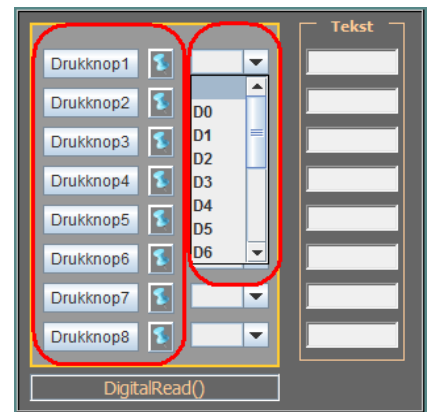 Tekst
Drukknop1
Drukknop2
D0
Drukknop3
D1
D2
Drukknop4
D3
D4
Drukknop5
D5
Drukknop6
D6
Drukknop7
Drukknop8
DigitalRead()